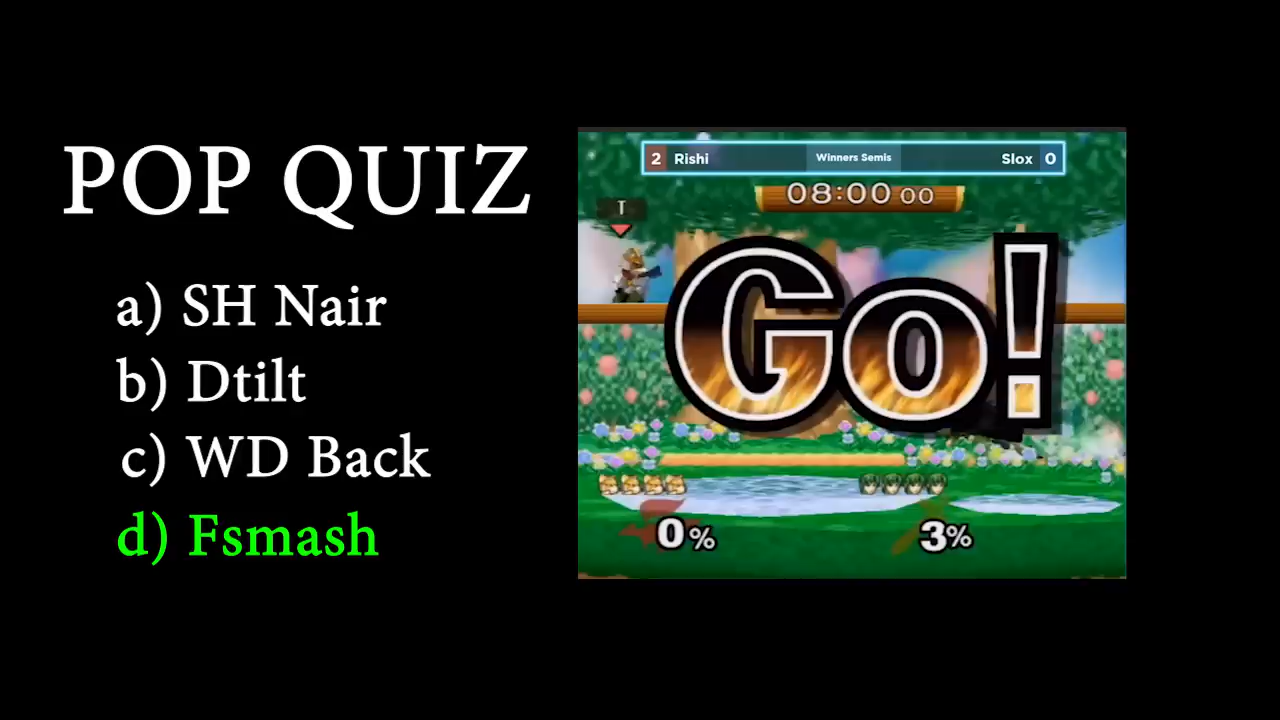 POP QUIZ
a) SH Nair
b) Dtilt
c) WD Back
d) Fsmash
2 Rishi Winners Semis Slox 0
08:00 00
T
Go!
0% 3%